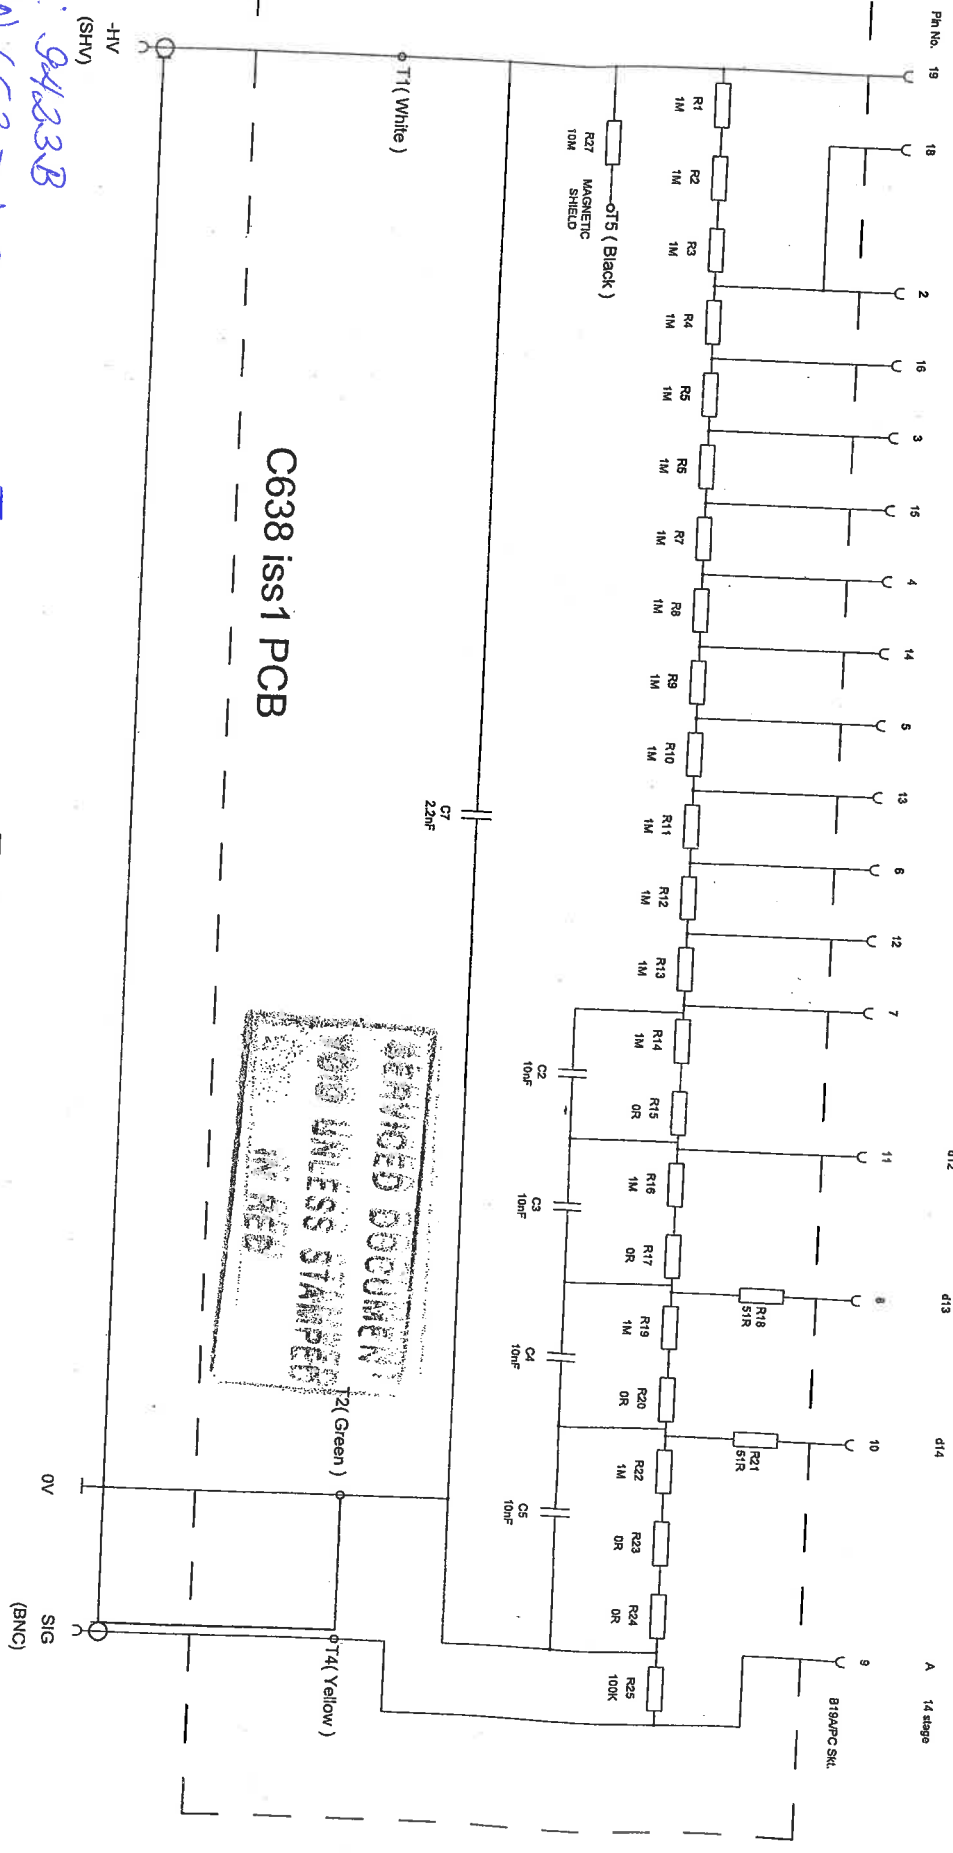 Pin No. 19 18 2 16 3 15 4 14 5 13 6 12 7 11 8 10 9
d12 d13 d14 A 14 stage
B19A/PC Skt.
R1
1M
R2
1M
R3
1M
R4
1M
R5
1M
R6
1M
R7
1M
R8
1M
R9
1M
R10
1M
R11
1M
R12
1M
R13
1M
R14
1M
R15
0R
R16
1M
R17
0R
R18
51R
R19
1M
R20
0R
R21
51R
R22
1M
R23
0R
R24
0R
R25
100K
R27
10M
T5 ( Black )
MAGNETIC
SHIELD
C2
10nF
C3
10nF
C4
10nF
C5
10nF
C7
2.2nF
T1( White )
T2( Green )
T4( Yellow )
C638 iss1 PCB
SERVICED DOCUMENT
VOID UNLESS STAMPED
IN RED
-HV
(SHV)
0V
SIG
(BNC)
9423B